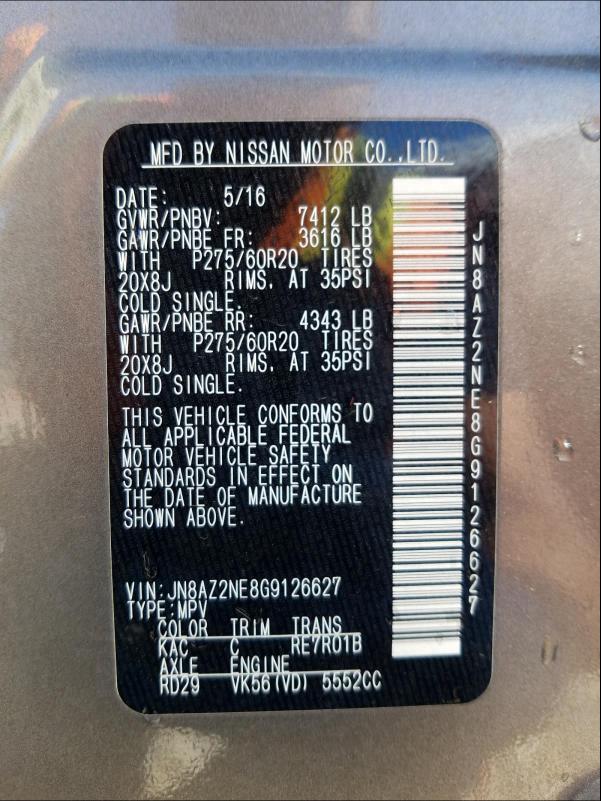 MFD BY NISSAN MOTOR CO.,LTD.
DATE: 5/16
GVWR/PNBV: 7412 LB
GAWR/PNBE FR: 3616 LB
WITH P275/60R20 TIRES
20X8J RIMS, AT 35PSI
COLD SINGLE.
GAWR/PNBE RR: 4343 LB
WITH P275/60R20 TIRES
20X8J RIMS, AT 35PSI
COLD SINGLE.
THIS VEHICLE CONFORMS TO
ALL APPLICABLE FEDERAL
MOTOR VEHICLE SAFETY
STANDARDS IN EFFECT ON
THE DATE OF MANUFACTURE
SHOWN ABOVE.
VIN:JN8AZ2NE8G9126627
TYPE:MPV
COLOR TRIM TRANS
KAC C RE7R01B
AXLE ENGINE
RD29 VK56(VD) 5552CC
JN8AZ2NE8G9126627